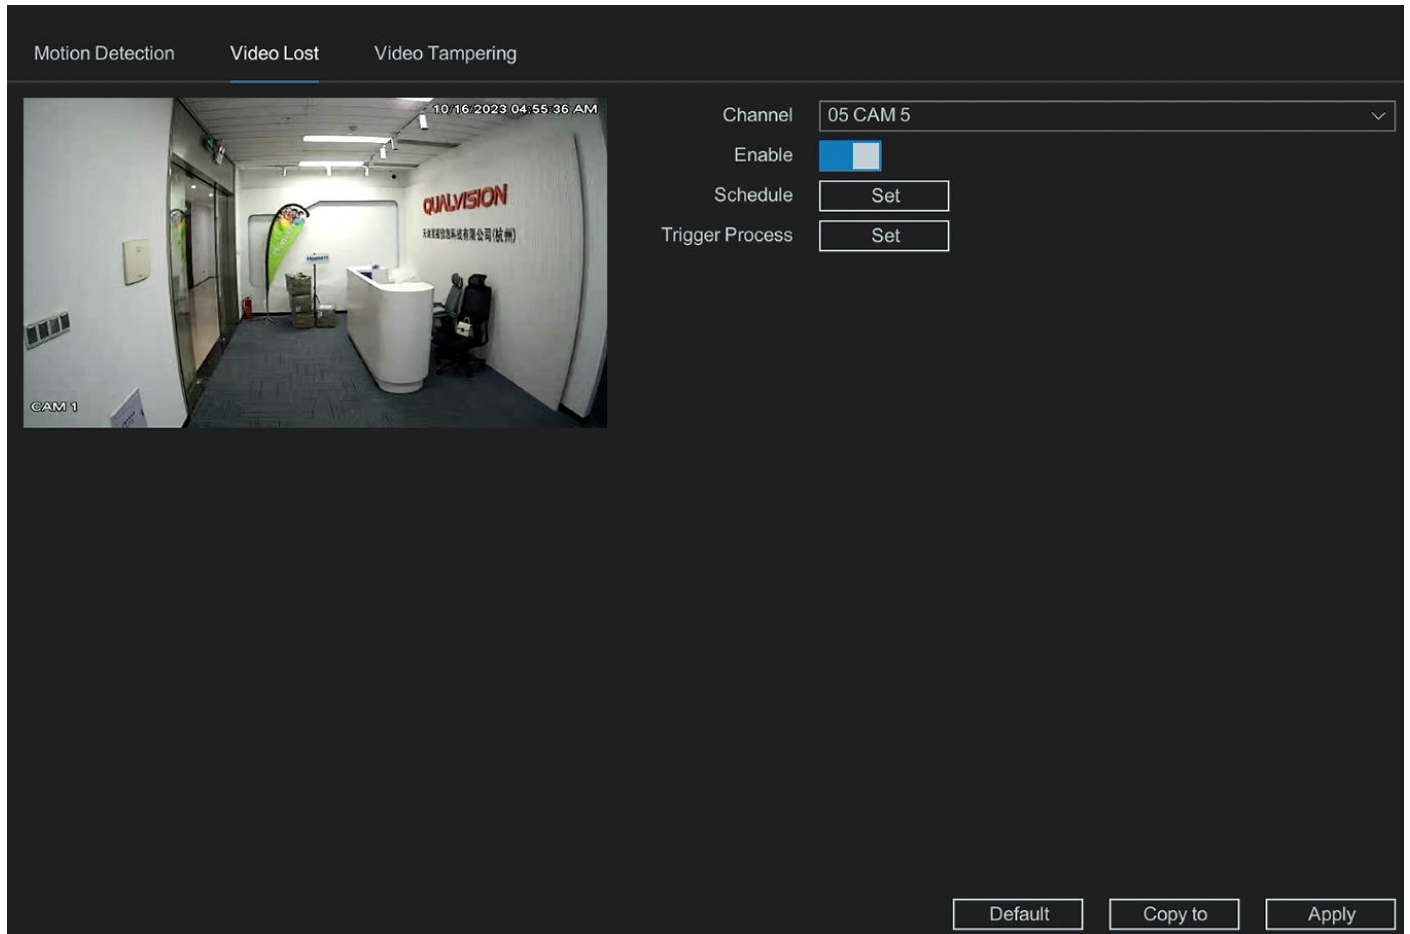 Motion Detection
Video Lost
Video Tampering
10/16/2023 04:55:36 AM
QUALVISION
CAM 1
Channel
05 CAM 5
Enable
Schedule
Set
Trigger Process
Set
Default
Copy to
Apply